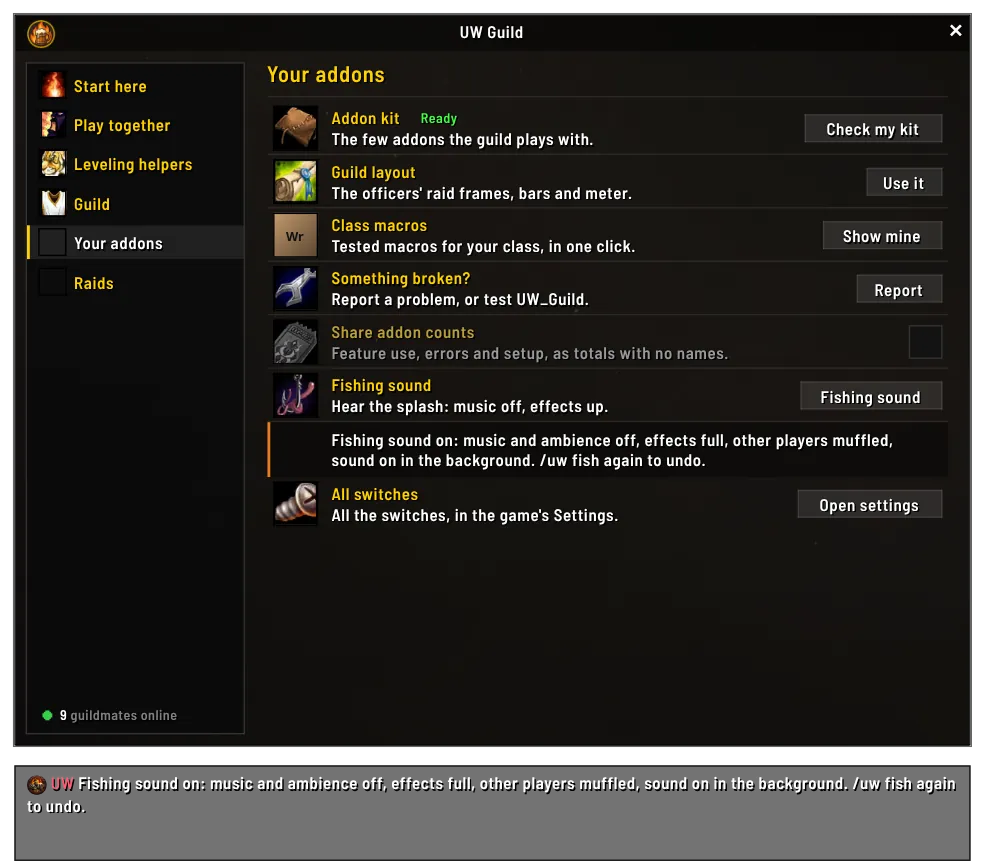 UW Guild
Start here
Play together
Leveling helpers
Guild
Your addons
Raids
9 guildmates online
Your addons
Addon kit Ready
The few addons the guild plays with.
Check my kit
Guild layout
The officers' raid frames, bars and meter.
Use it
Wr
Class macros
Tested macros for your class, in one click.
Show mine
Something broken?
Report a problem, or test UW_Guild.
Report
Share addon counts
Feature use, errors and setup, as totals with no names.
Fishing sound
Hear the splash: music off, effects up.
Fishing sound
Fishing sound on: music and ambience off, effects full, other players muffled,
sound on in the background. /uw fish again to undo.
All switches
All the switches, in the game's Settings.
Open settings
UW Fishing sound on: music and ambience off, effects full, other players muffled, sound on in the background. /uw fish again
to undo.